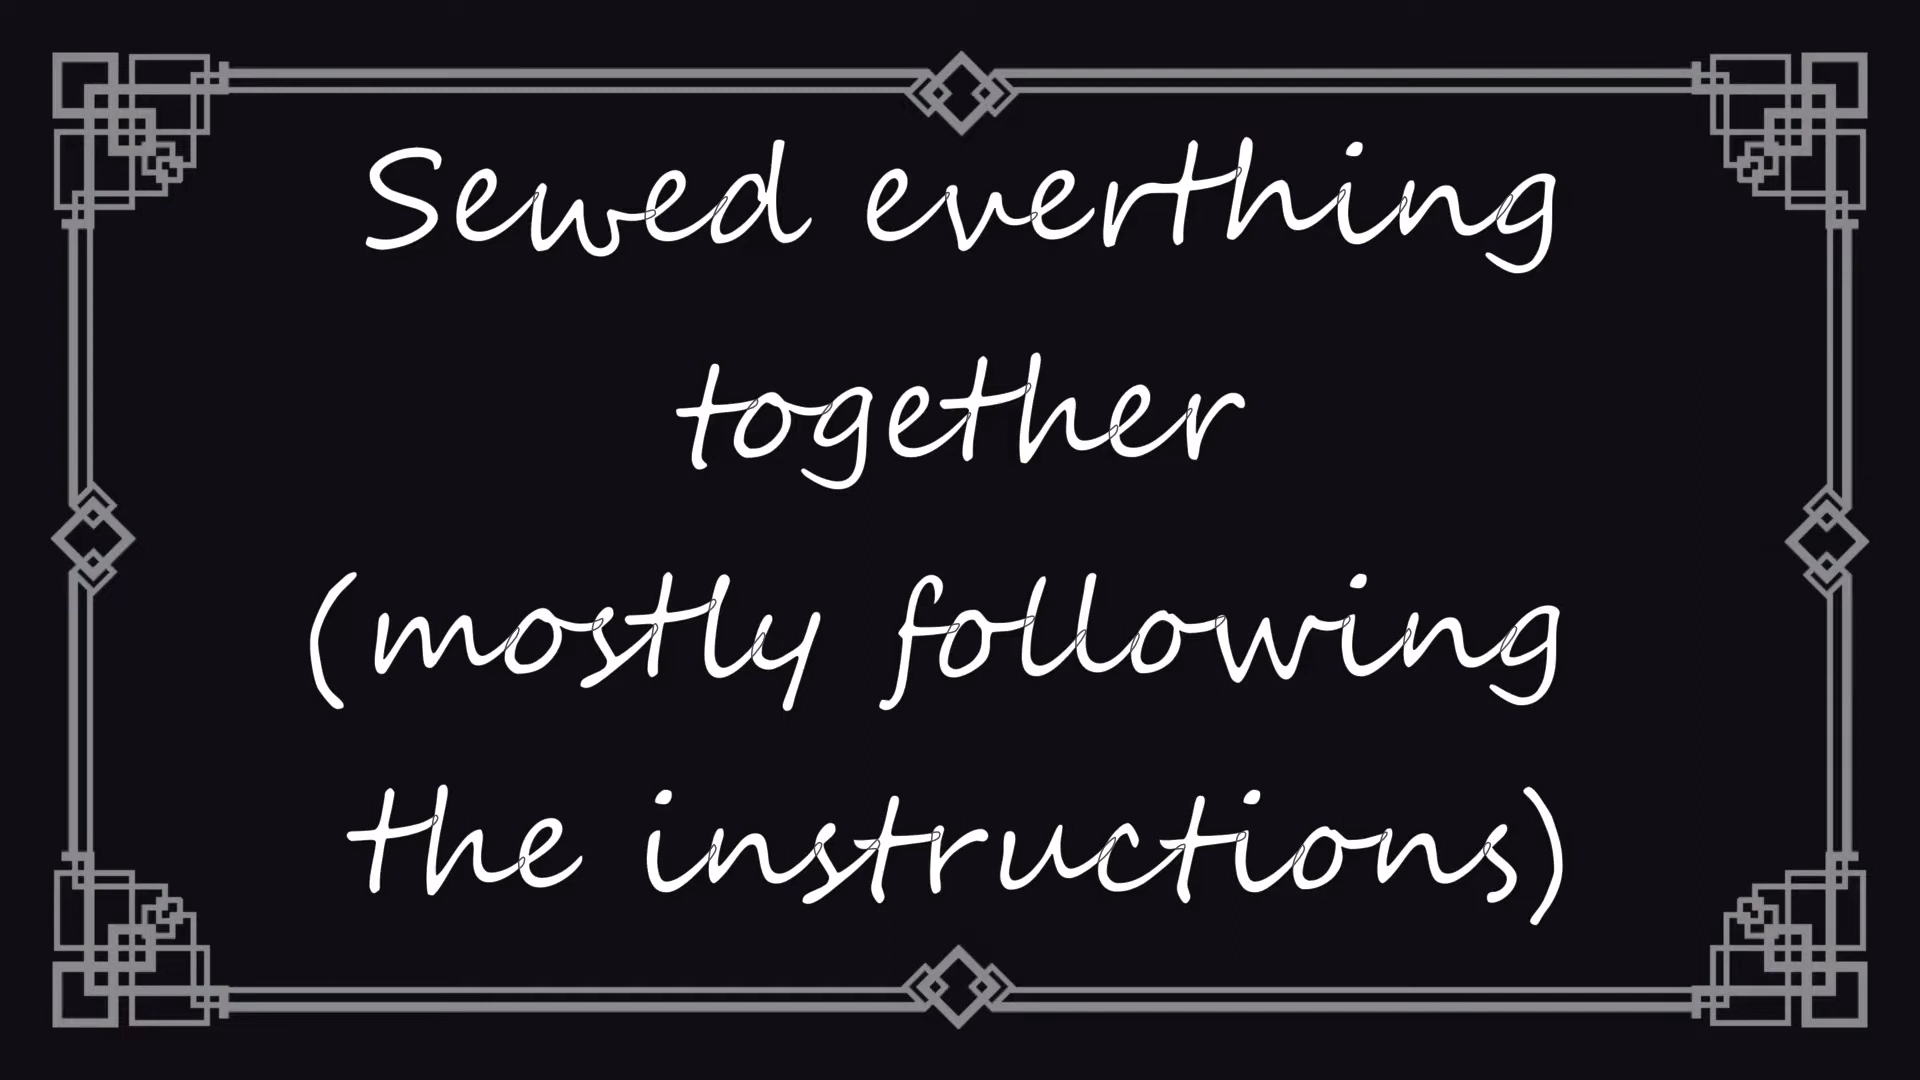 Sewed everthing
together
(mostly following
the instructions)